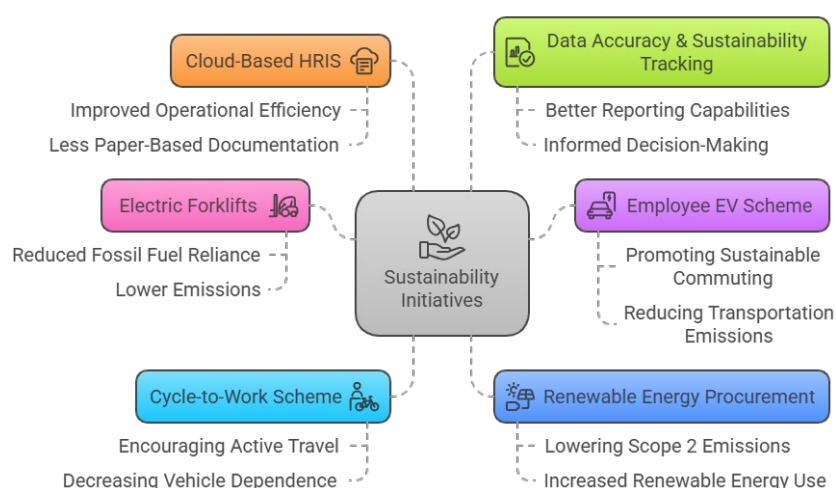 Cloud-Based HRIS
Improved Operational Efficiency
Less Paper-Based Documentation
Data Accuracy & Sustainability
Tracking
Better Reporting Capabilities
Informed Decision-Making
Electric Forklifts
Reduced Fossil Fuel Reliance
Lower Emissions
Sustainability
Initiatives
Employee EV Scheme
Promoting Sustainable
Commuting
Reducing Transportation
Emissions
Cycle-to-Work Scheme
Encouraging Active Travel
Decreasing Vehicle Dependence
Renewable Energy Procurement
Lowering Scope 2 Emissions
Increased Renewable Energy Use